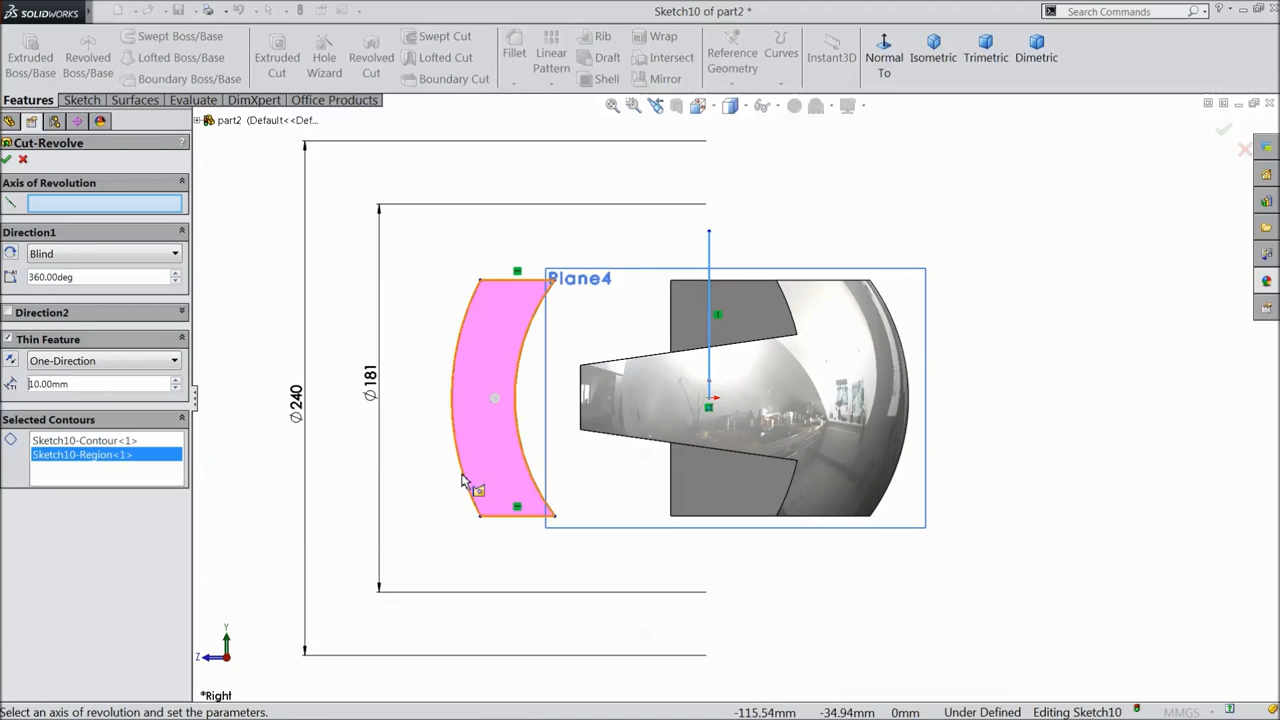 SOLIDWORKS
Sketch10 of part2 *
Search Commands
Extruded Boss/Base
Revolved Boss/Base
Swept Boss/Base
Lofted Boss/Base
Boundary Boss/Base
Extruded Cut
Hole Wizard
Revolved Cut
Swept Cut
Lofted Cut
Boundary Cut
Fillet
Linear Pattern
Rib
Draft
Shell
Wrap
Intersect
Mirror
Reference Geometry
Curves
Instant3D
Normal To
Isometric
Trimetric
Dimetric
Features
Sketch
Surfaces
Evaluate
DimXpert
Office Products
part2 (Default<<Def...
Cut-Revolve
?
Axis of Revolution
Direction1
Blind
360.00deg
Direction2
Thin Feature
One-Direction
10.00mm
Selected Contours
Sketch10-Contour<1>
Sketch10-Region<1>
Plane4
Ø240
Ø181
Y
Z
*Right
Select an axis of revolution and set the parameters.
-115.54mm
-34.94mm
0mm
Under Defined
Editing Sketch10
MMGS